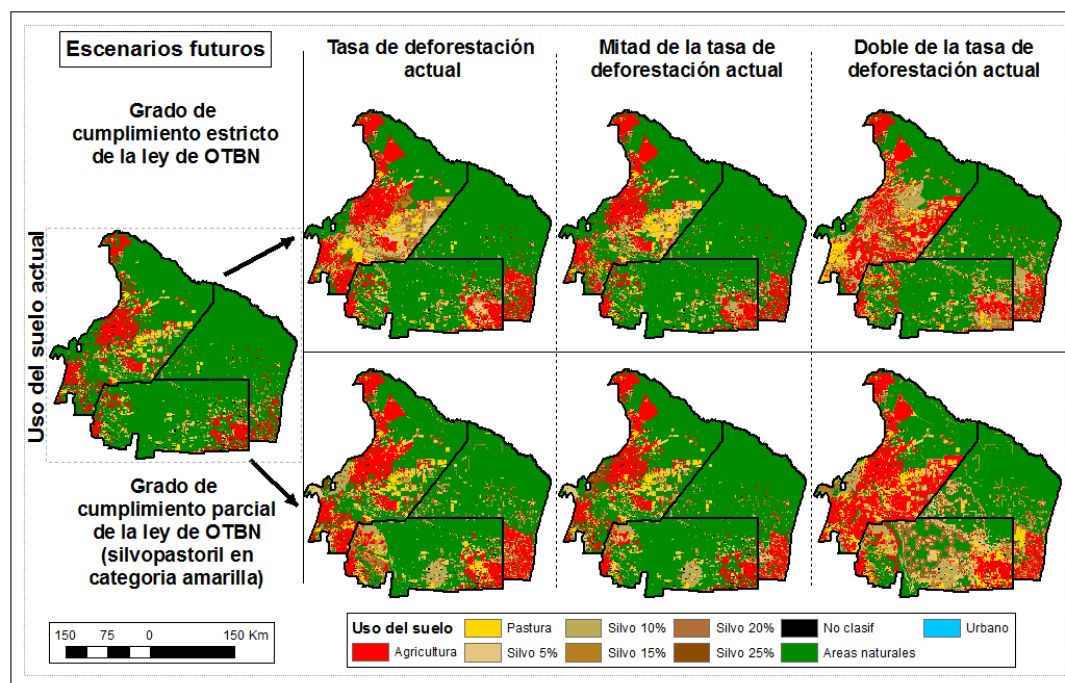 Escenarios futuros
Tasa de deforestación
actual
Mitad de la tasa de
deforestación actual
Doble de la tasa de
deforestación actual
Grado de
cumplimiento estricto
de la ley de OTBN
Uso del suelo actual
Grado de
cumplimiento parcial
de la ley de OTBN
(silvopastoril en
categoria amarilla)
150 75 0 150 Km
Uso del suelo
Agricultura
Pastura
Silvo 5%
Silvo 10%
Silvo 15%
Silvo 20%
Silvo 25%
No clasif
Areas naturales
Urbano